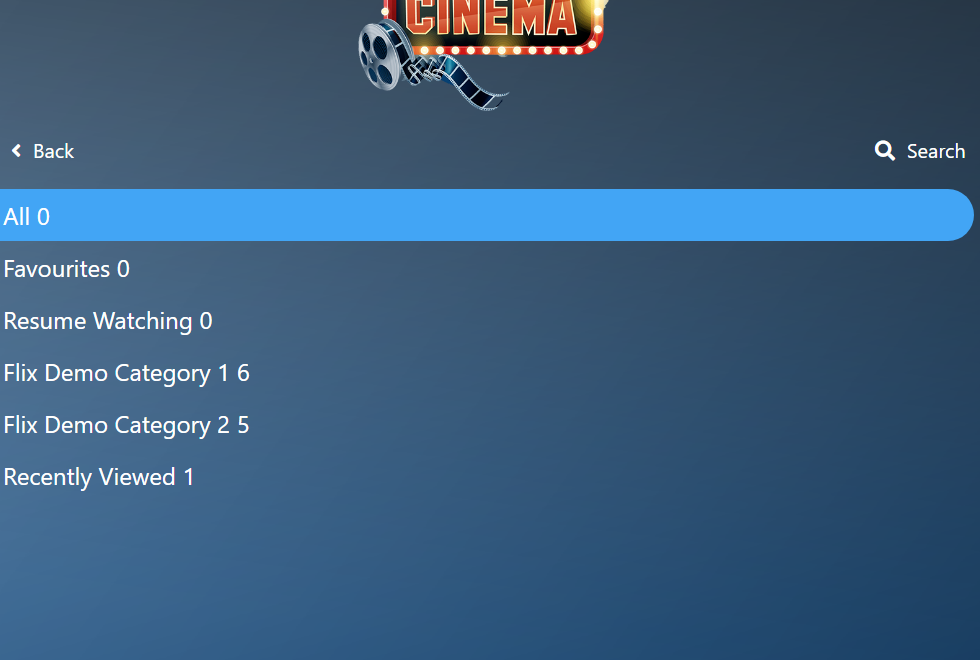 CINEMA
Back
Search
All 0
Favourites 0
Resume Watching 0
Flix Demo Category 1 6
Flix Demo Category 2 5
Recently Viewed 1